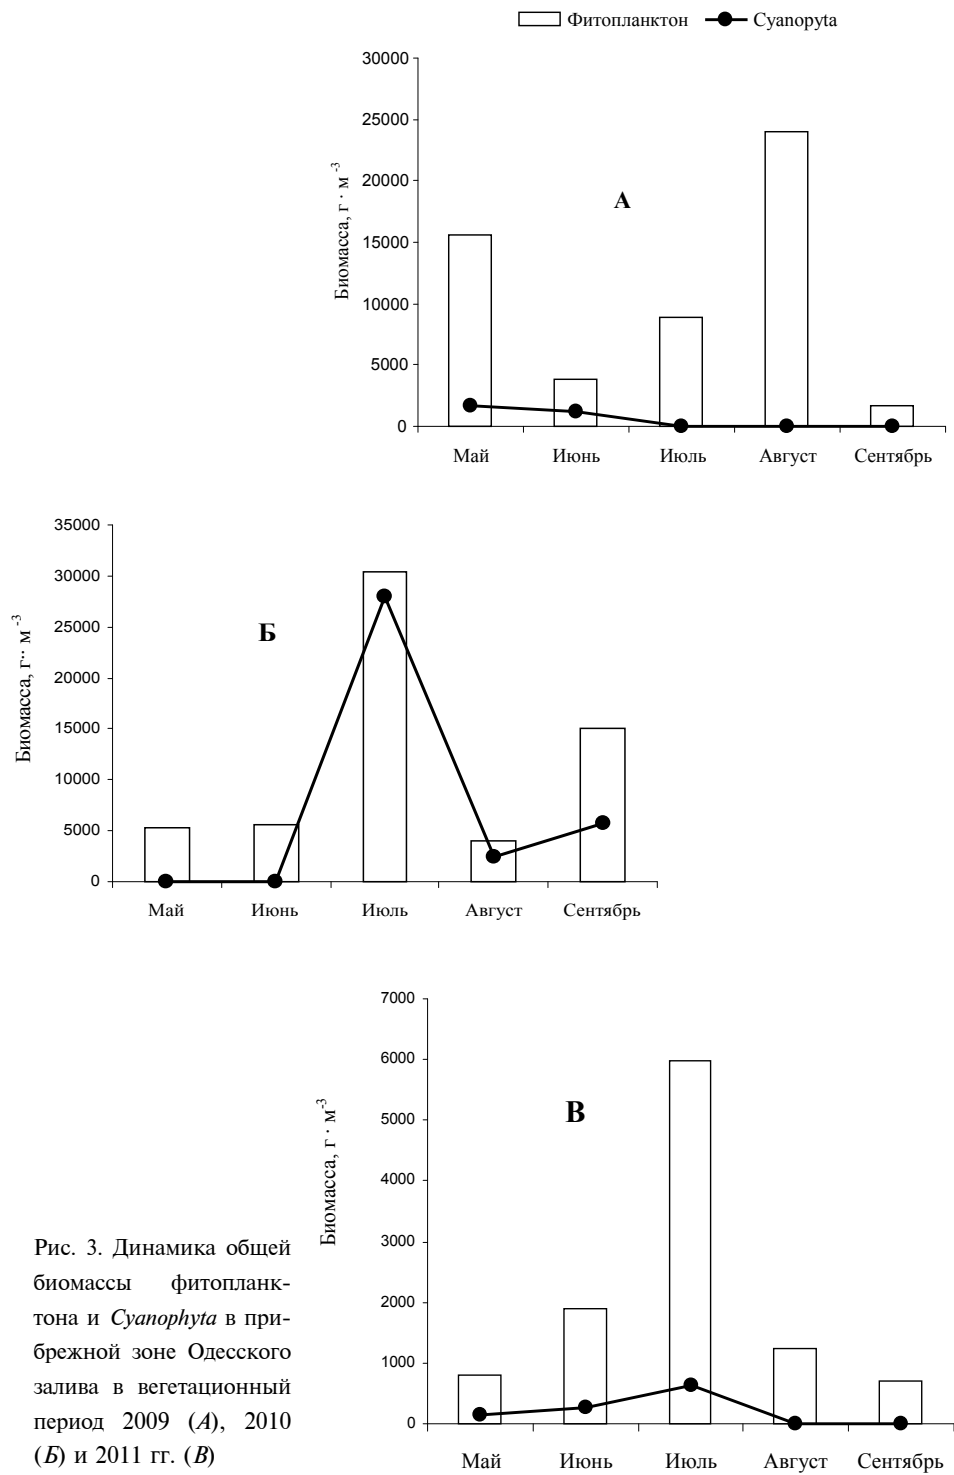 Фитопланктон Cyanopyta
30000
25000
20000
15000
10000
5000
0
Биомасса, г · м -3
А
Май Июнь Июль Август Сентябрь
35000
30000
25000
20000
15000
10000
5000
0
Биомасса, г·· м -3
Б
Май Июнь Июль Август Сентябрь
7000
6000
5000
4000
3000
2000
1000
0
Биомасса, г · м-3
В
Май Июнь Июль Август Сентябрь
Рис. 3. Динамика общей
биомассы фитопланк-
тона и Cyanophyta в при-
брежной зоне Одесского
залива в вегетационный
период 2009 (А), 2010
(Б) и 2011 гг. (В)